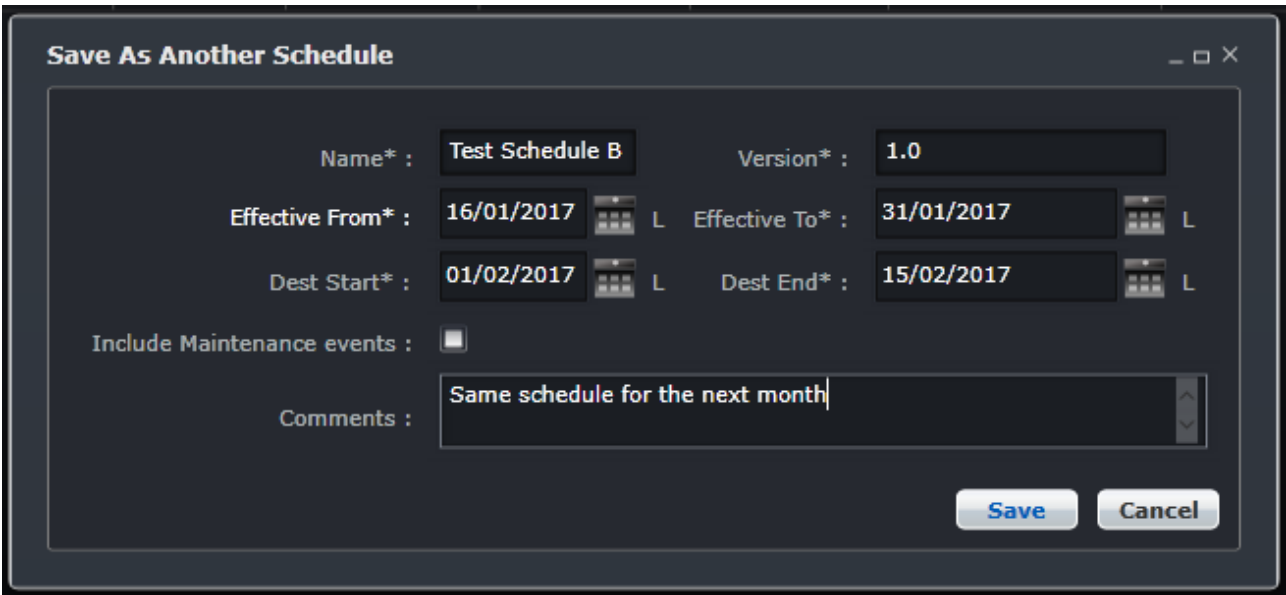 Save As Another Schedule
Name* : Test Schedule B Version* : 1.0
Effective From* : 16/01/2017 L Effective To* : 31/01/2017 L
Dest Start* : 01/02/2017 L Dest End* : 15/02/2017 L
Include Maintenance events :
Comments : Same schedule for the next month
Save Cancel